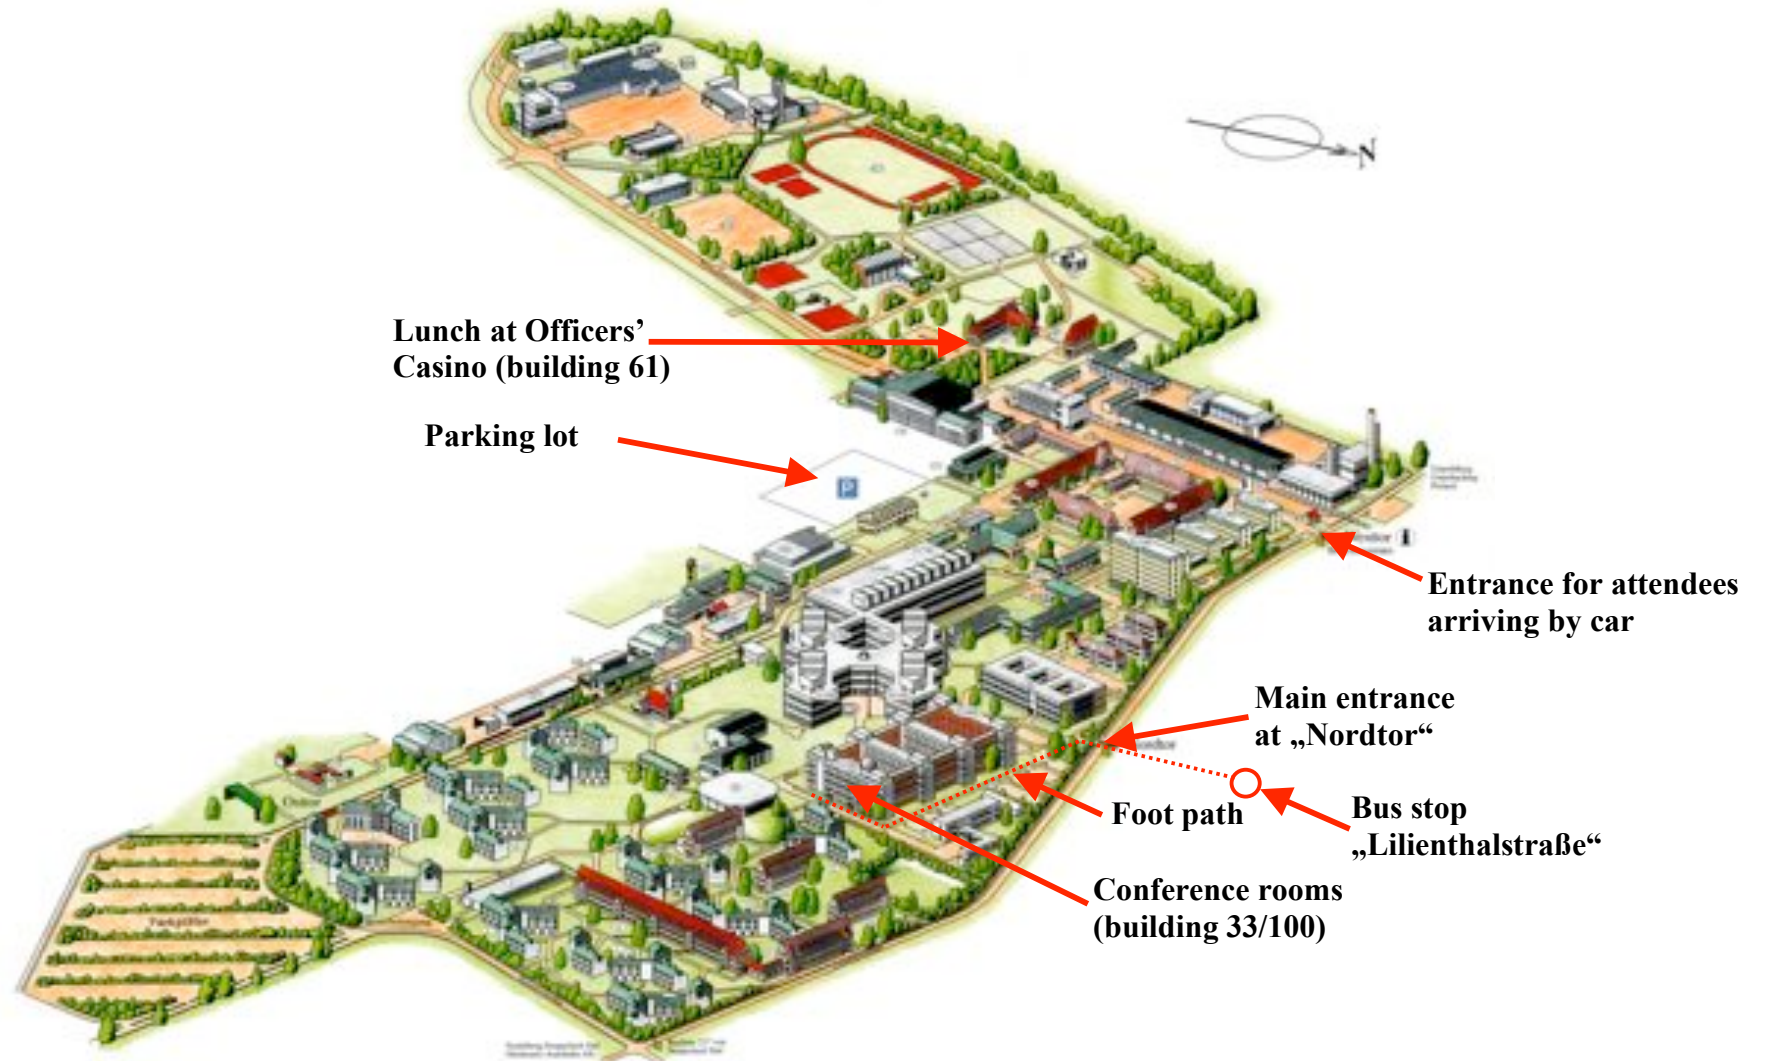 N
Lunch at Officers’
Casino (building 61)
Parking lot
P
Entrance for attendees
arriving by car
Main entrance
at „Nordtor“
Foot path
Bus stop
„Lilienthalstraße“
Conference rooms
(building 33/100)
Parkplätze